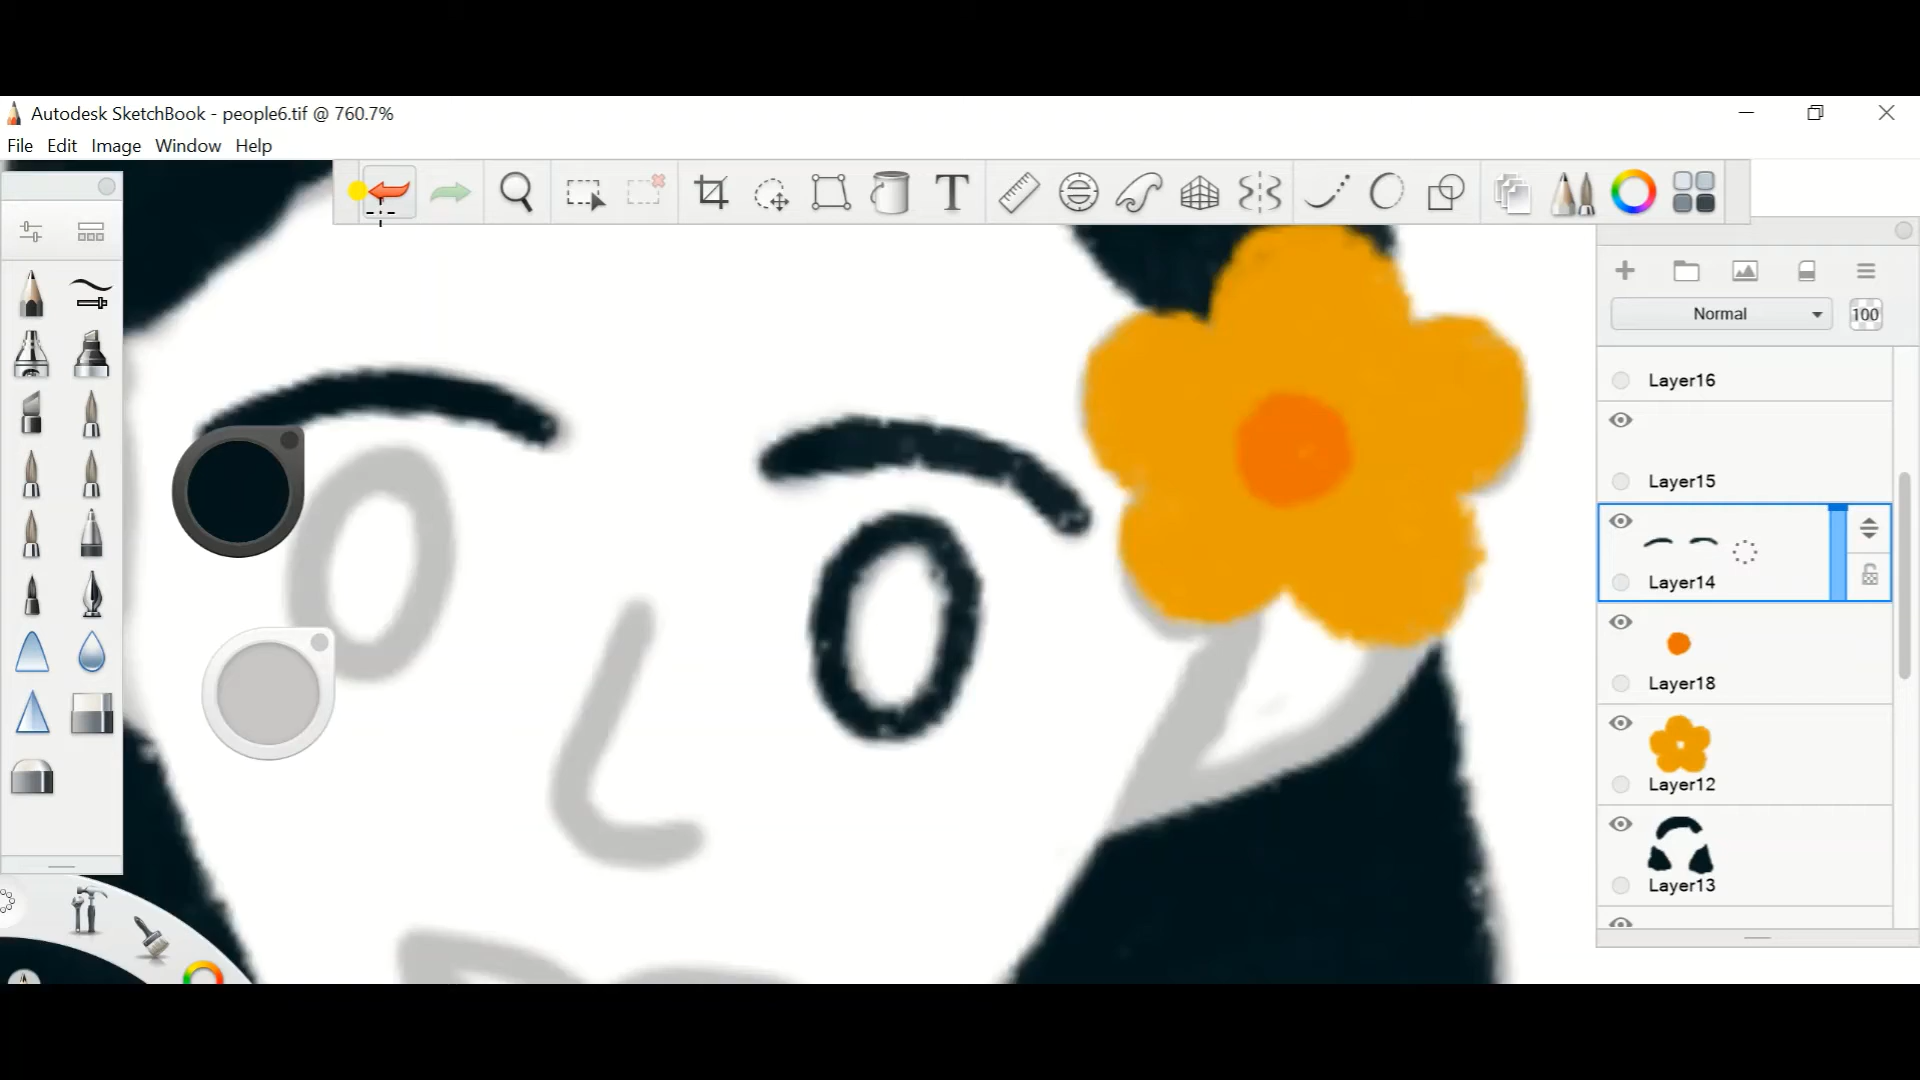 Autodesk SketchBook - people6.tif @ 760.7%
File Edit Image Window Help
T
Normal 100
Layer16
Layer15
Layer14
Layer18
Layer12
Layer13